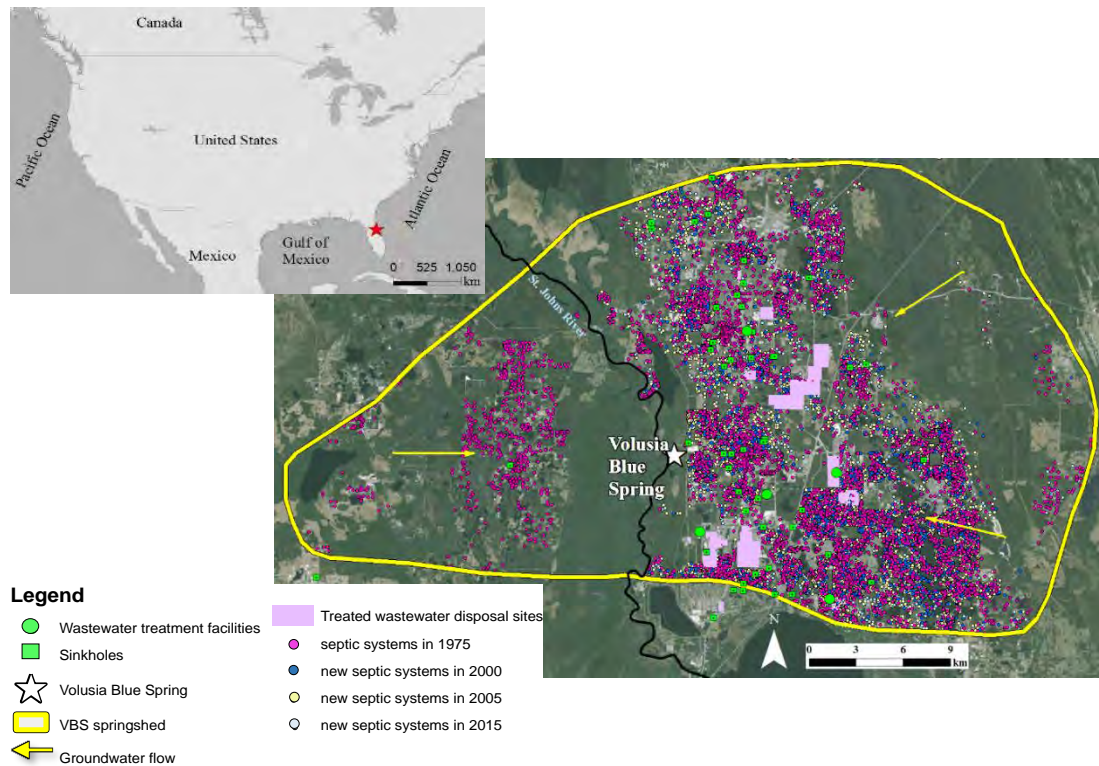 Canada
United States
Pacific Ocean
Atlantic Ocean
Mexico
Gulf of
Mexico
0 525 1,050
km
St. Johns River
Volusia
Blue
Spring
N
0 3 6 9
km
Legend
Wastewater treatment facilities
Sinkholes
Volusia Blue Spring
VBS springshed
Groundwater flow
Treated wastewater disposal sites
septic systems in 1975
new septic systems in 2000
new septic systems in 2005
new septic systems in 2015